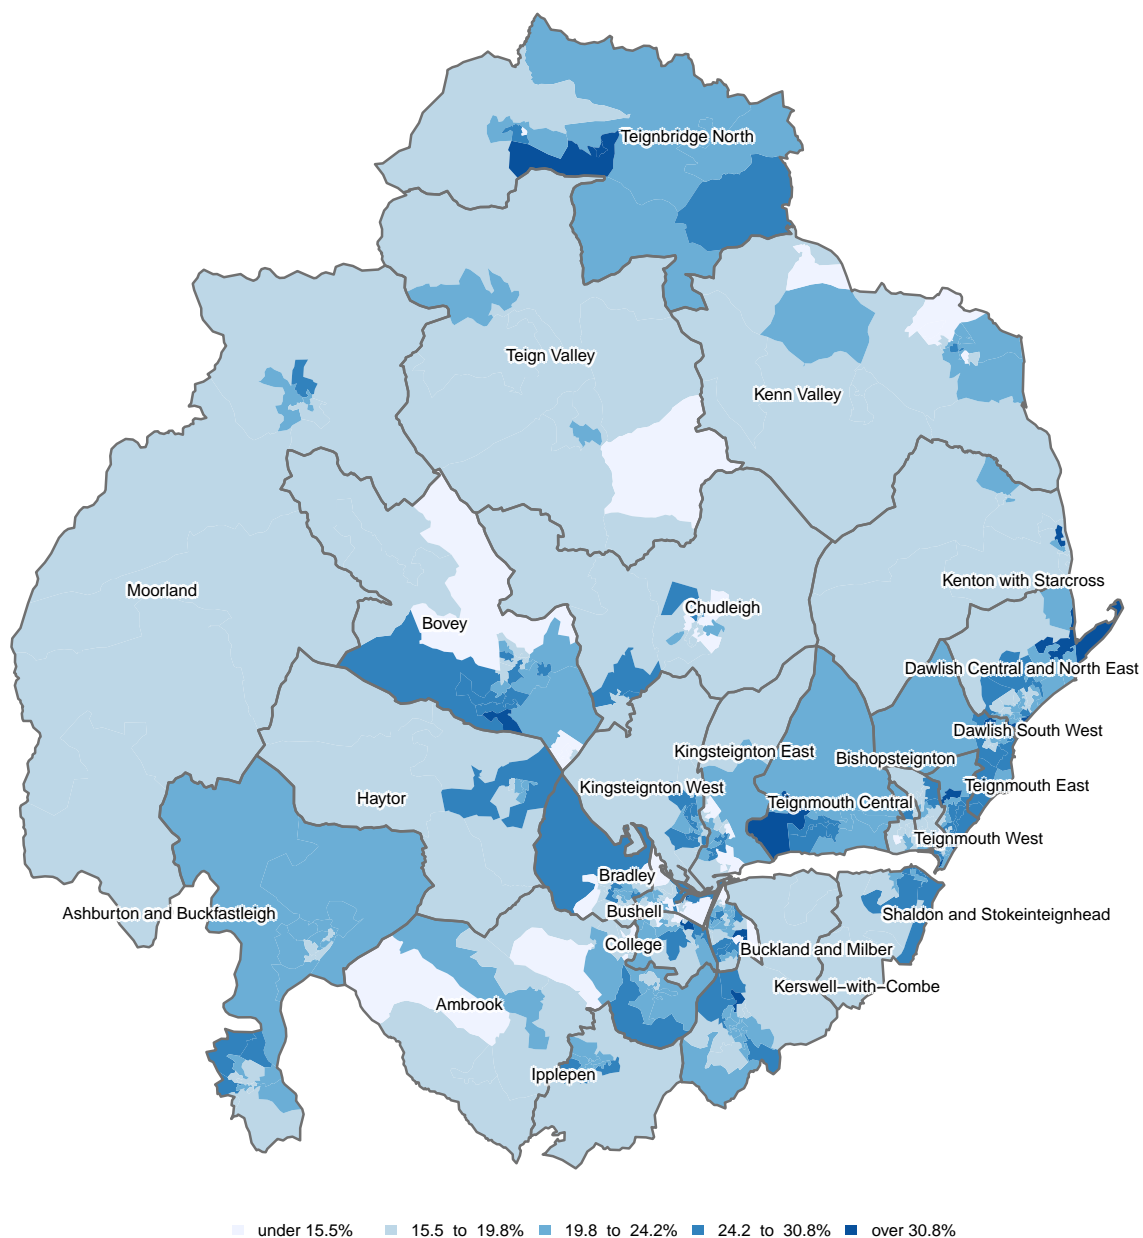 Teignbridge North
Teign Valley
Kenn Valley
Moorland
Kenton with Starcross
Chudleigh
Bovey
Dawlish Central and North East
Dawlish South West
Kingsteignton East
Bishopsteignton
Teignmouth East
Kingsteignton West
Haytor
Teignmouth Central
Teignmouth West
Bradley
Bushell
Ashburton and Buckfastleigh
Shaldon and Stokeinteignhead
College
Buckland and Milber
Kerswell−with−Combe
Ambrook
Ipplepen
under 15.5% 15.5 to 19.8% 19.8 to 24.2% 24.2 to 30.8% over 30.8%